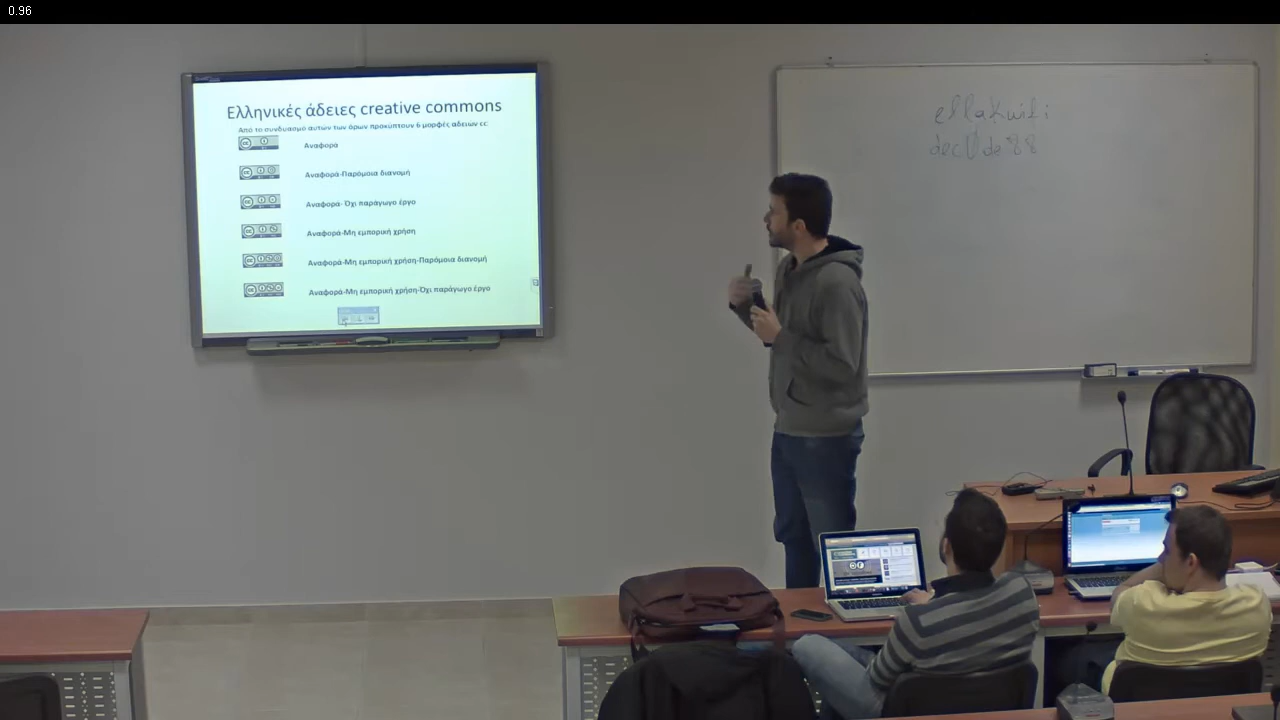 0.96
Ελληνικές άδειες creative commons
Από το συνδυασμό αυτών των όρων προκύπτουν 6 μορφές αδειών cc:
Αναφορά
Αναφορά-Παρόμοια διανομή
Αναφορά- Όχι παράγωγο έργο
Αναφορά-Μη εμπορική χρήση
Αναφορά-Μη εμπορική χρήση-Παρόμοια διανομή
Αναφορά-Μη εμπορική χρήση-Όχι παράγωγο έργο
ellakwiki